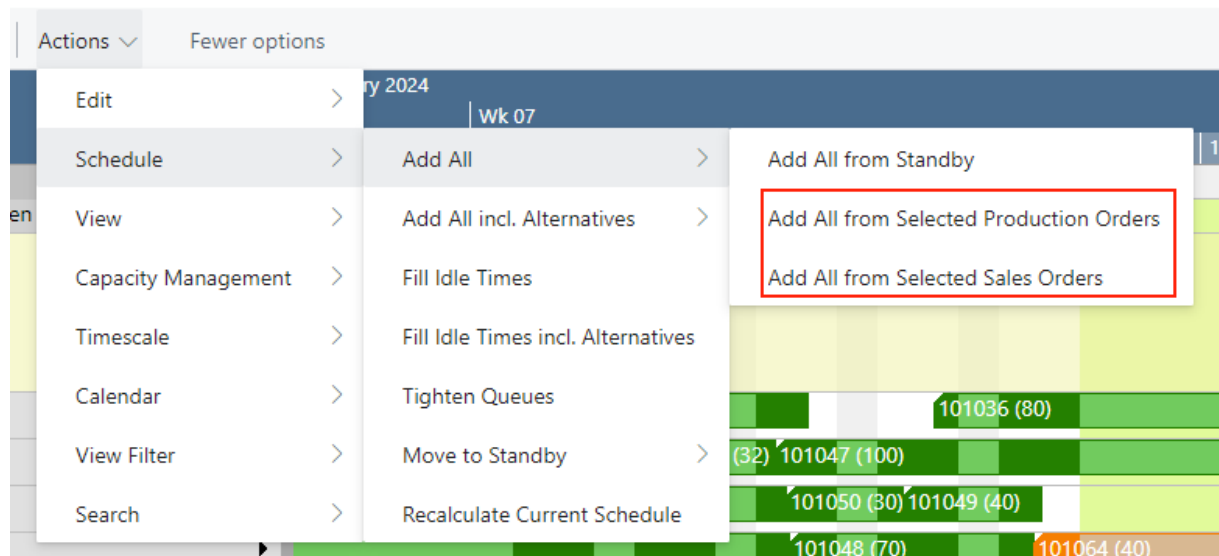 Actions Fewer options
ry 2024
Wk 07
Edit
Schedule
View
Capacity Management
Timescale
Calendar
View Filter
Search
Add All
Add All incl. Alternatives
Fill Idle Times
Fill Idle Times incl. Alternatives
Tighten Queues
Move to Standby
Recalculate Current Schedule
Add All from Standby
Add All from Selected Production Orders
Add All from Selected Sales Orders
1
en
101036 (80)
(32) 101047 (100)
101050 (30) 101049 (40)
101048 (70) 101064 (40)